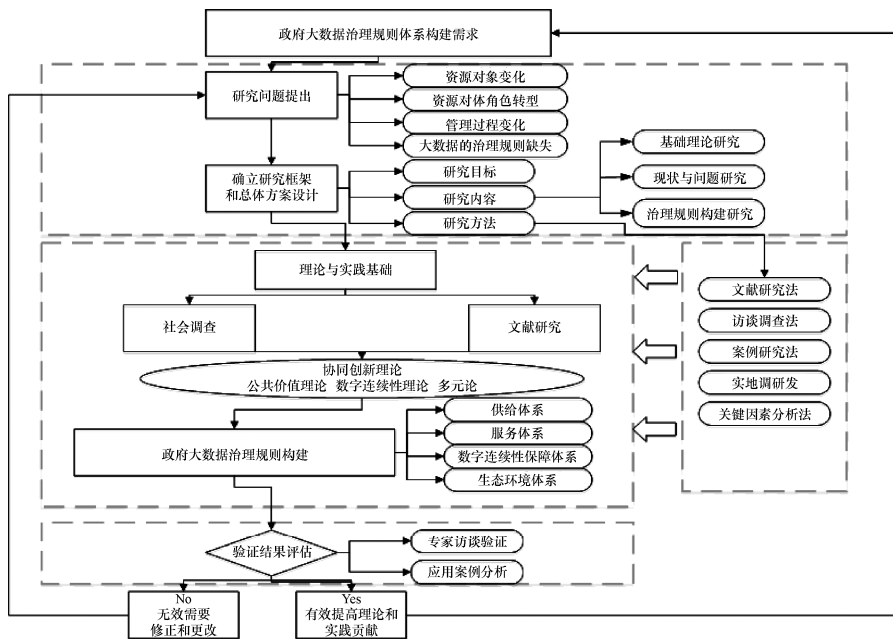 政府大数据治理规则体系构建需求
研究问题提出
资源对象变化
资源对体角色转型
管理过程变化
大数据的治理规则缺失
确立研究框架
和总体方案设计
研究目标
研究内容
研究方法
基础理论研究
现状与问题研究
治理规则构建研究
理论与实践基础
社会调查
文献研究
协同创新理论
公共价值理论 数字连续性理论 多元论
政府大数据治理规则构建
供给体系
服务体系
数字连续性保障体系
生态环境体系
文献研究法
访谈调查法
案例研究法
实地调研发
关键因素分析法
验证结果评估
专家访谈验证
应用案例分析
No
无效需要
修正和更改
Yes
有效提高理论和
实践贡献